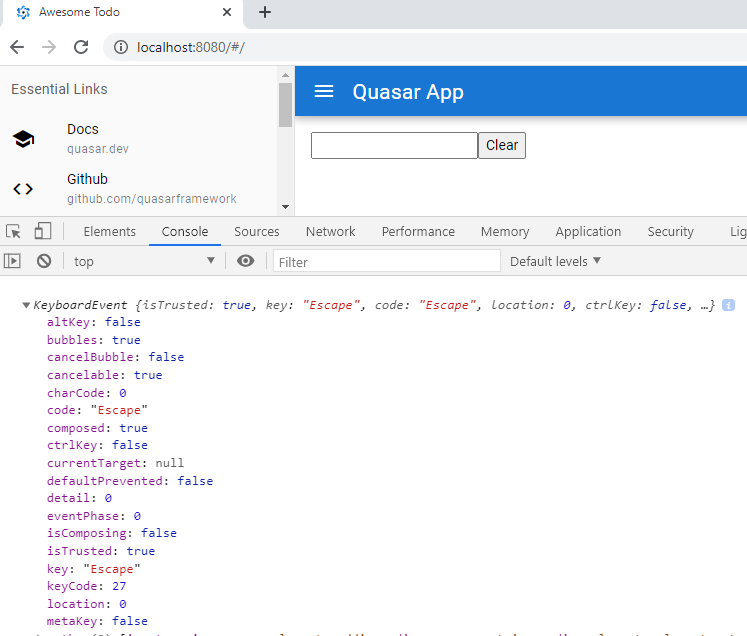 Awesome Todo
localhost:8080/#/
Essential Links
Quasar App
Docs
quasar.dev
Clear
Github
github.com/quasarframework
Elements Console Sources Network Performance Memory Application Security Lig
top Filter Default levels
KeyboardEvent {isTrusted: true, key: "Escape", code: "Escape", location: 0, ctrlKey: false, …}
altKey: false
bubbles: true
cancelBubble: false
cancelable: true
charCode: 0
code: "Escape"
composed: true
ctrlKey: false
currentTarget: null
defaultPrevented: false
detail: 0
eventPhase: 0
isComposing: false
isTrusted: true
key: "Escape"
keyCode: 27
location: 0
metaKey: false